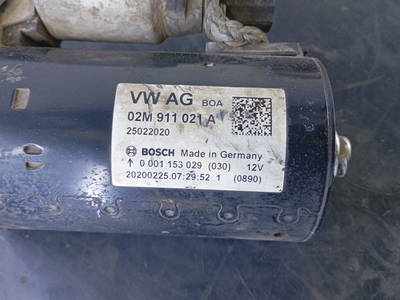 VW AG BOA
02M 911 021 A
25022020
BOSCH Made in Germany
0 001 153 029 (030) 12V
20200225.07:29:52 1 (0890)